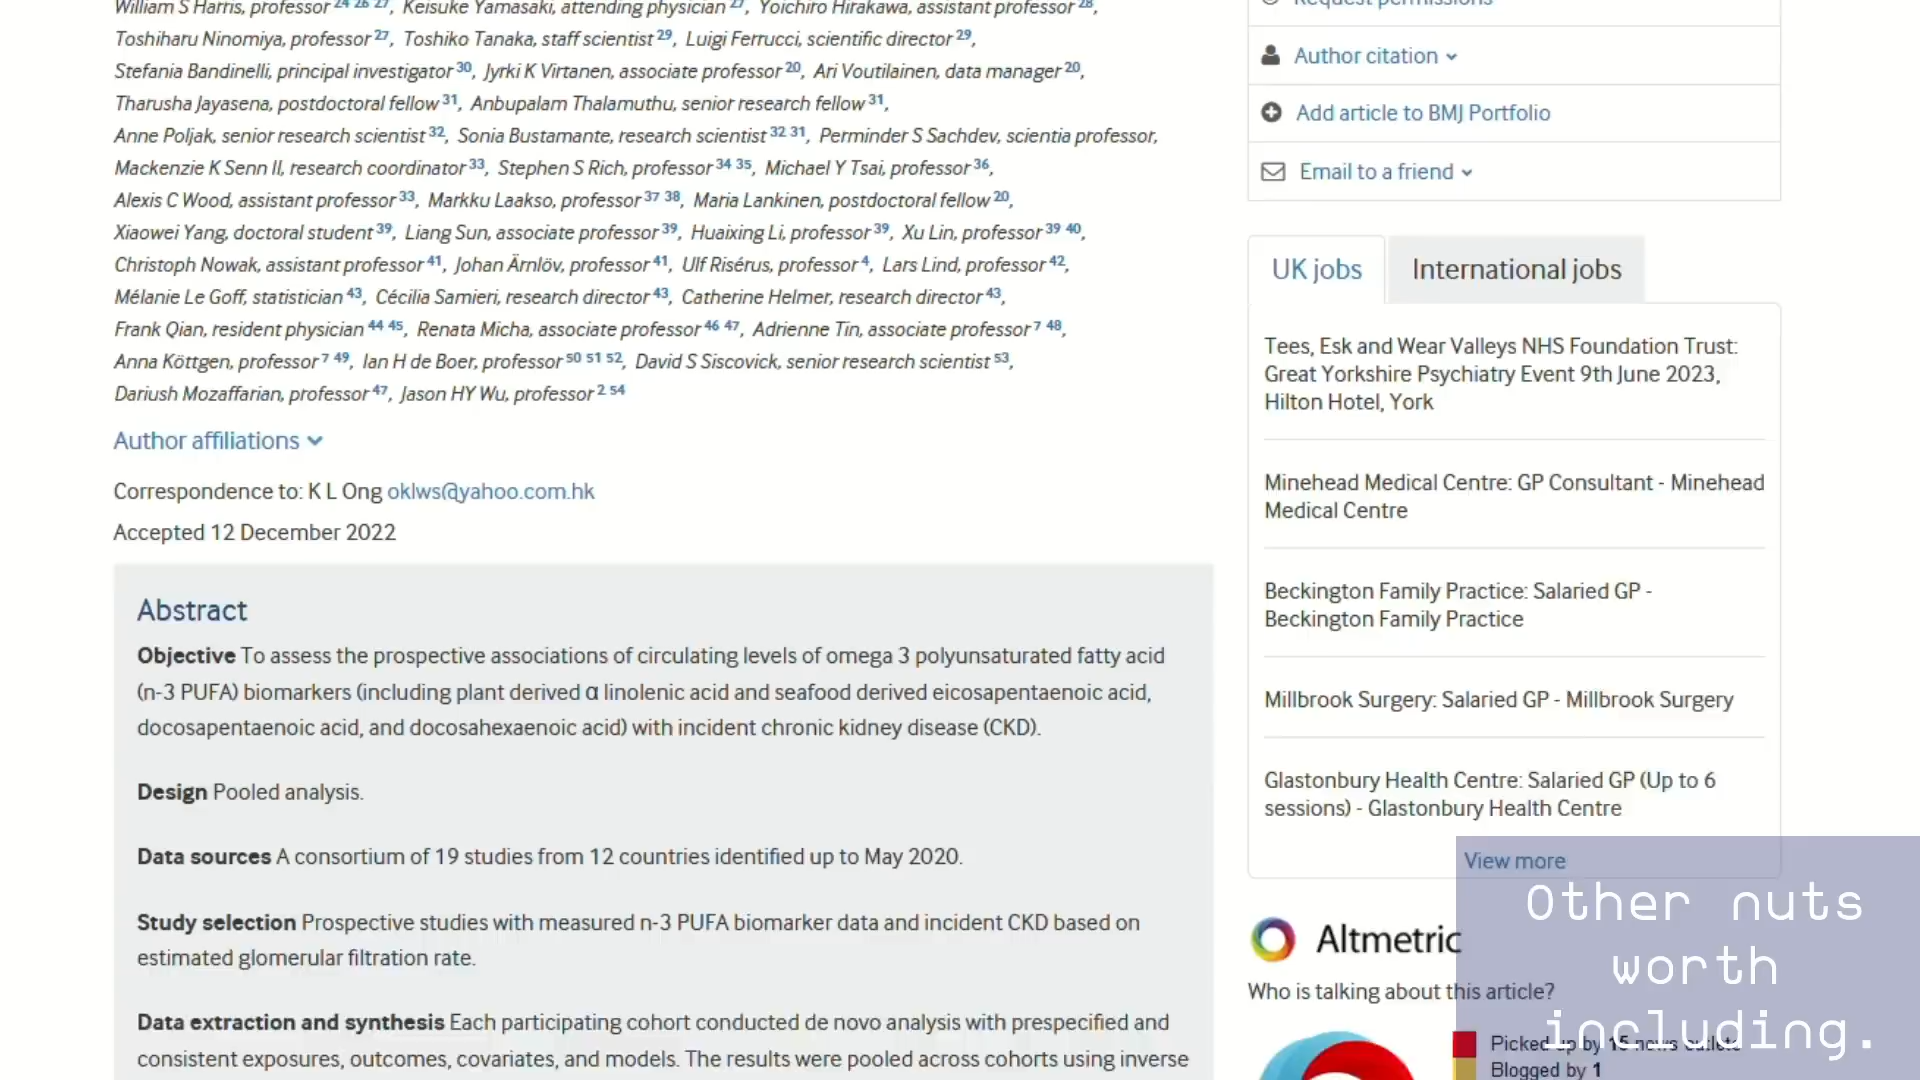 William S Harris, professor 24 26 27, Keisuke Yamasaki, attending physician 27, Yoichiro Hirakawa, assistant professor 28,
Toshiharu Ninomiya, professor 27, Toshiko Tanaka, staff scientist 29, Luigi Ferrucci, scientific director 29,
Stefania Bandinelli, principal investigator 30, Jyrki K Virtanen, associate professor 20, Ari Voutilainen, data manager 20,
Tharusha Jayasena, postdoctoral fellow 31, Anbupalam Thalamuthu, senior research fellow 31,
Anne Poljak, senior research scientist 32, Sonia Bustamante, research scientist 32 31, Perminder S Sachdev, scientia professor,
Mackenzie K Senn II, research coordinator 33, Stephen S Rich, professor 34 35, Michael Y Tsai, professor 36,
Alexis C Wood, assistant professor 33, Markku Laakso, professor 37 38, Maria Lankinen, postdoctoral fellow 20,
Xiaowei Yang, doctoral student 39, Liang Sun, associate professor 39, Huaixing Li, professor 39, Xu Lin, professor 39 40,
Christoph Nowak, assistant professor 41, Johan Ärnlöv, professor 41, Ulf Risérus, professor 4, Lars Lind, professor 42,
Mélanie Le Goff, statistician 43, Cécilia Samieri, research director 43, Catherine Helmer, research director 43,
Frank Qian, resident physician 44 45, Renata Micha, associate professor 46 47, Adrienne Tin, associate professor 7 48,
Anna Köttgen, professor 7 49, Ian H de Boer, professor 50 51 52, David S Siscovick, senior research scientist 53,
Dariush Mozaffarian, professor 47, Jason HY Wu, professor 2 54
Author affiliations
Correspondence to: K L Ong oklws@yahoo.com.hk
Accepted 12 December 2022
Abstract
Objective To assess the prospective associations of circulating levels of omega 3 polyunsaturated fatty acid
(n-3 PUFA) biomarkers (including plant derived α linolenic acid and seafood derived eicosapentaenoic acid,
docosapentaenoic acid, and docosahexaenoic acid) with incident chronic kidney disease (CKD).
Design Pooled analysis.
Data sources A consortium of 19 studies from 12 countries identified up to May 2020.
Study selection Prospective studies with measured n-3 PUFA biomarker data and incident CKD based on
estimated glomerular filtration rate.
Data extraction and synthesis Each participating cohort conducted de novo analysis with prespecified and
consistent exposures, outcomes, covariates, and models. The results were pooled across cohorts using inverse
Request permissions
Author citation
Add article to BMJ Portfolio
Email to a friend
UK jobs
International jobs
Tees, Esk and Wear Valleys NHS Foundation Trust:
Great Yorkshire Psychiatry Event 9th June 2023,
Hilton Hotel, York
Minehead Medical Centre: GP Consultant - Minehead
Medical Centre
Beckington Family Practice: Salaried GP -
Beckington Family Practice
Millbrook Surgery: Salaried GP - Millbrook Surgery
Glastonbury Health Centre: Salaried GP (Up to 6
sessions) - Glastonbury Health Centre
View more
Altmetric
Who is talking about this article?
Picked up by 15 news outlets
Blogged by 1
Other nuts
worth
including.